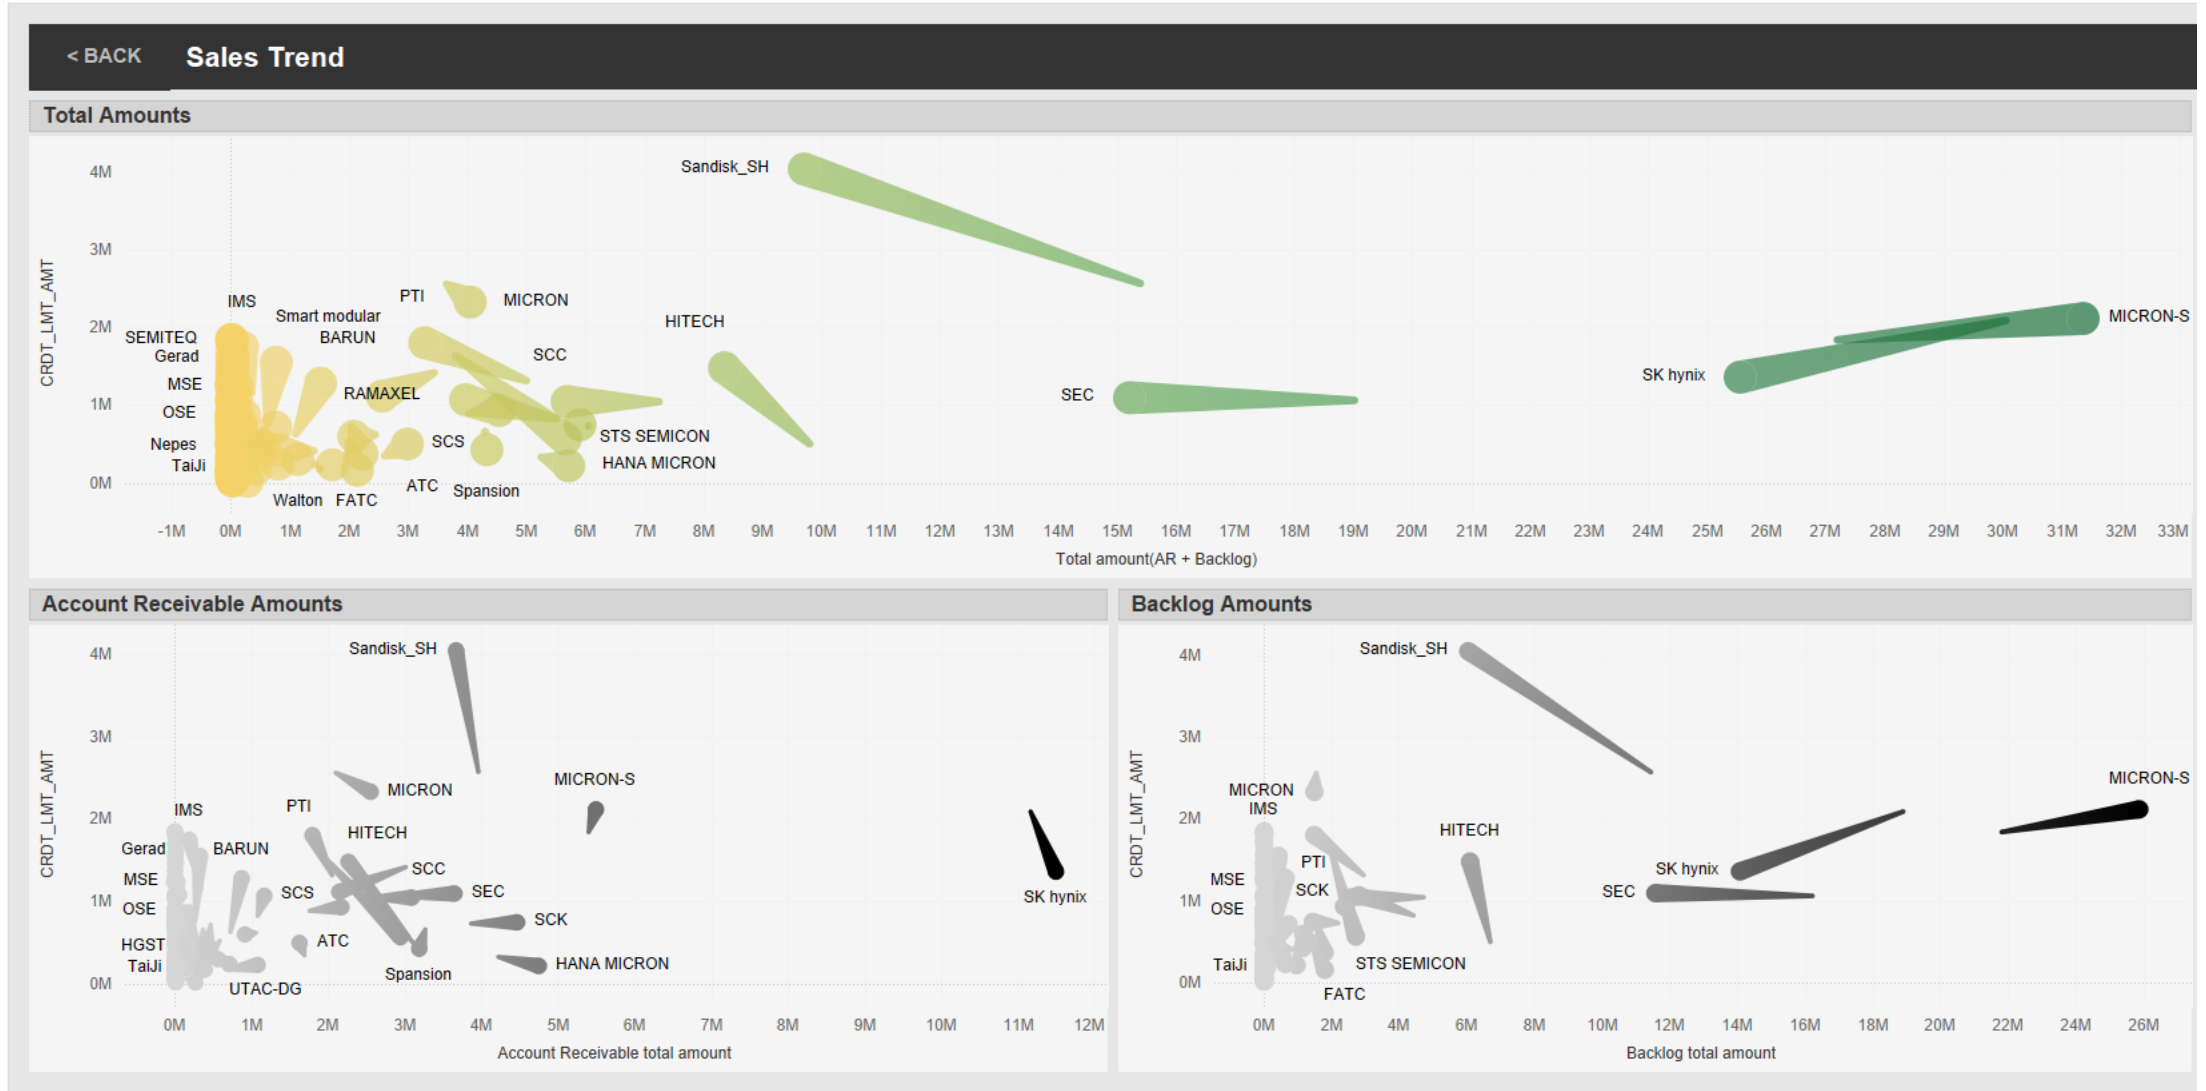 < BACK
Sales Trend
Total Amounts
CRDT_LMT_AMT
4M
3M
2M
1M
0M
Sandisk_SH
PTI
MICRON
IMS
Smart modular
BARUN
HITECH
MICRON-S
SEMITEQ
Gerad
SCC
MSE
RAMAXEL
SK hynix
SEC
OSE
Nepes
SCS
STS SEMICON
TaiJi
HANA MICRON
Walton
FATC
ATC
Spansion
-1M 0M 1M 2M 3M 4M 5M 6M 7M 8M 9M 10M 11M 12M 13M 14M 15M 16M 17M 18M 19M 20M 21M 22M 23M 24M 25M 26M 27M 28M 29M 30M 31M 32M 33M
Total amount(AR + Backlog)
Account Receivable Amounts
CRDT_LMT_AMT
4M
3M
2M
1M
0M
Sandisk_SH
MICRON-S
MICRON
PTI
IMS
HITECH
Gerad
BARUN
SCC
MSE
SCS
SEC
SK hynix
OSE
SCK
HGST
ATC
TaiJi
HANA MICRON
Spansion
UTAC-DG
0M 1M 2M 3M 4M 5M 6M 7M 8M 9M 10M 11M 12M
Account Receivable total amount
Backlog Amounts
CRDT_LMT_AMT
4M
3M
2M
1M
0M
Sandisk_SH
MICRON-S
MICRON
IMS
HITECH
PTI
SK hynix
MSE
SCK
SEC
OSE
TaiJi
STS SEMICON
FATC
0M 2M 4M 6M 8M 10M 12M 14M 16M 18M 20M 22M 24M 26M
Backlog total amount